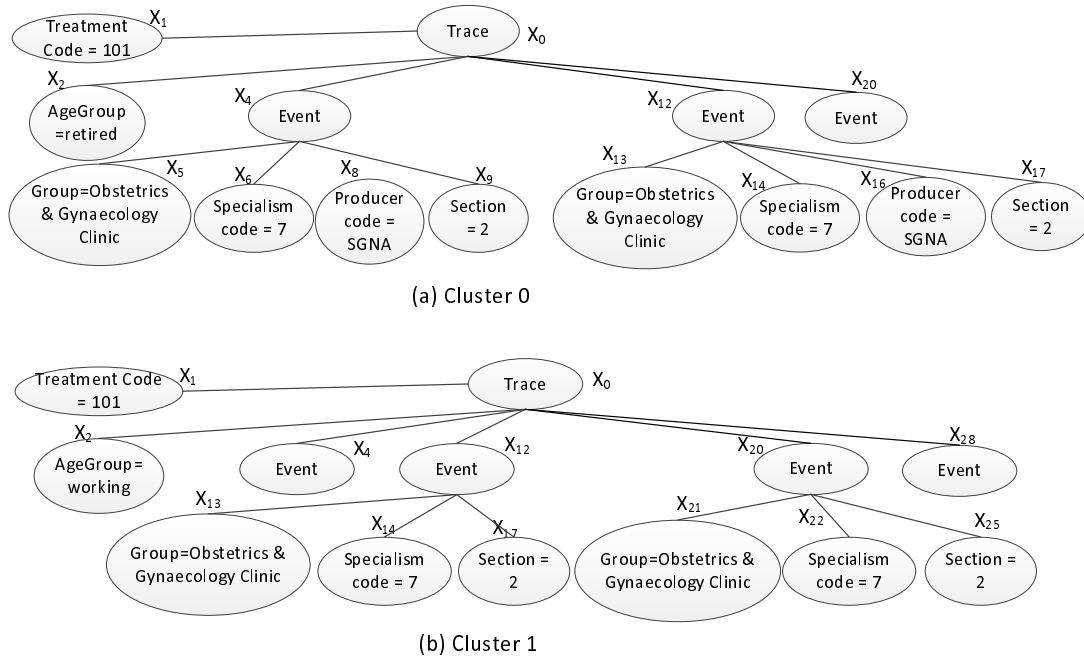 Treatment
Code = 101
X1
Trace
X0
X2
AgeGroup
=retired
X4
Event
X12
Event
X20
Event
X5
Group=Obstetrics
& Gynaecology
Clinic
X6
Specialism
code = 7
X8
Producer
code =
SGNA
X9
Section
= 2
X13
Group=Obstetrics
& Gynaecology
Clinic
X14
Specialism
code = 7
X16
Producer
code =
SGNA
X17
Section
= 2
(a) Cluster 0
Treatment Code
= 101
X1
Trace
X0
X2
AgeGroup=
working
Event
X4
X12
Event
X20
Event
X28
Event
X13
Group=Obstetrics &
Gynaecology Clinic
X14
Specialism
code = 7
X17
Section =
2
X21
Group=Obstetrics &
Gynaecology Clinic
X22
Specialism
code = 7
X25
Section =
2
(b) Cluster 1